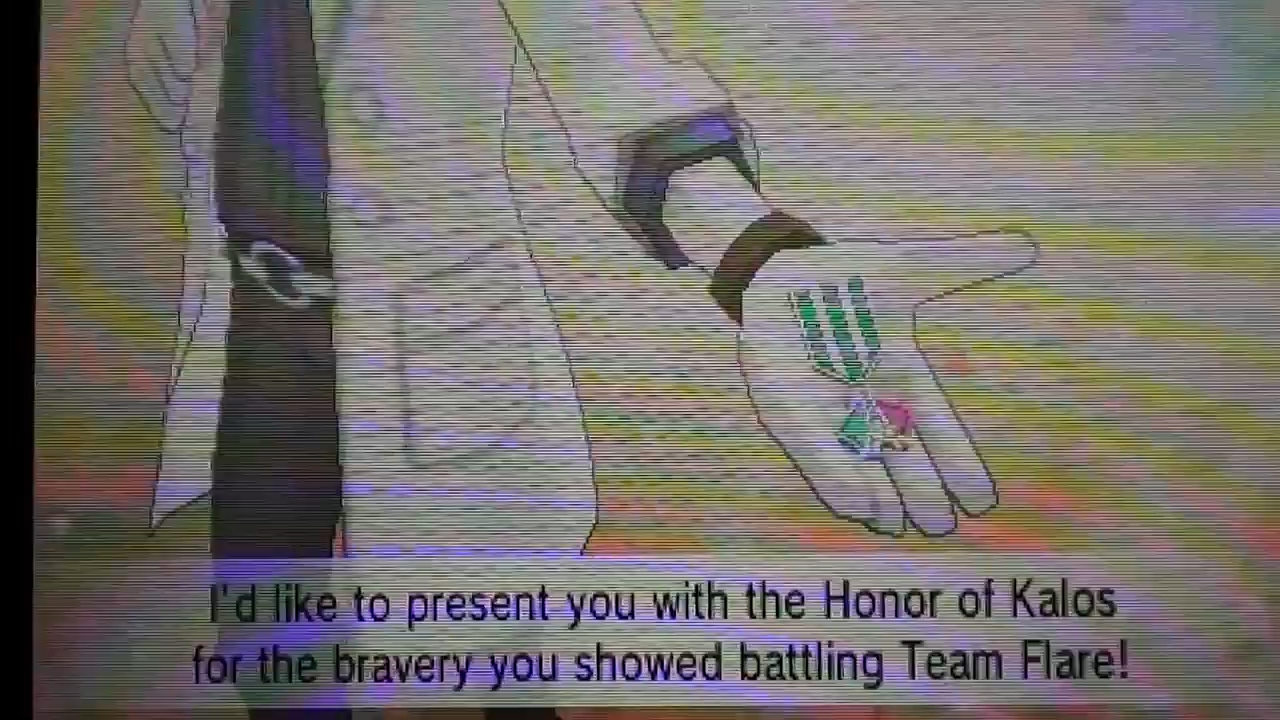 I'd like to present you with the Honor of Kalos
for the bravery you showed battling Team Flare!